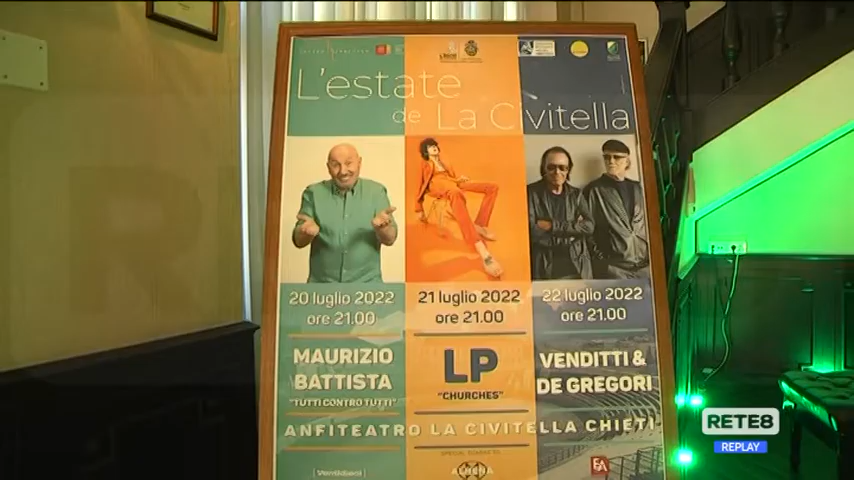 L'estate
de La Civitella
20 luglio 2022
ore 21.00
MAURIZIO
BATTISTA
"TUTTI CONTRO TUTTI"
21 luglio 2022
ore 21.00
LP
"CHURCHES"
22 luglio 2022
ore 21.00
VENDITTI &
DE GREGORI
ANFITEATRO LA CIVITELLA CHIETI
RETE8
REPLAY